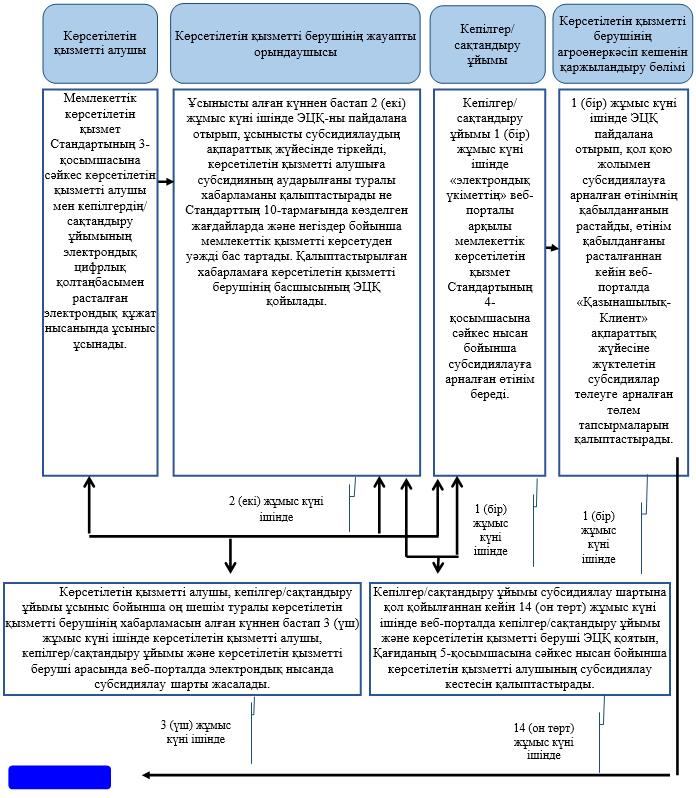 Көрсетілетін
қызметті алушы
Көрсетілетін қызметті берушінің жауапты
орындаушысы
Кепілгер/
сақтандыру
ұйымы
Көрсетілетін қызметті
берушінің
агроөнеркәсіп кешенін
қаржыландыру бөлімі
Мемлекеттік
көрсетілетін
қызмет
Стандартының 3-
қосымшасына
сәйкес көрсетілетін
қызметті алушы
мен кепілгердің/
сақтандыру
ұйымының
электрондық
цифрлық
қолтаңбасымен
расталған
электрондық құжат
нысанында ұсыныс
ұсынады.
Ұсынысты алған күннен бастап 2 (екі)
жұмыс күні ішінде ЭЦҚ-ны пайдалана
отырып, ұсынысты субсидиялаудың
ақпараттық жүйесінде тіркейді,
көрсетілетін қызметті алушыға
субсидияның аударылғаны туралы
хабарламаны қалыптастырады не
Стандарттың 10-тармағында көзделген
жағдайларда және негіздер бойынша
мемлекеттік қызметті көрсетуден
уәжді бас тартады. Қалыптастырылған
хабарламаға көрсетілетін қызметті
берушінің басшысының ЭЦҚ
қойылады.
Кепілгер/
сақтандыру
ұйымы 1 (бір)
жұмыс күні
ішінде
«электрондық
үкіметтің» веб-
порталы
арқылы
мемлекеттік
көрсетілетін
қызмет
Стандартының
4-
қосымшасына
сәйкес нысан
бойынша
субсидиялауға
арналған өтінім
береді.
1 (бір) жұмыс күні
ішінде ЭЦҚ
пайдалана
отырып, қол қою
жолымен
субсидиялауға
арналған өтінімнің
қабылданғанын
растайды, өтінім
қабылданғаны
расталғаннан
кейін веб-
порталда
«Қазынашылық-
Клиент»
ақпараттық
жүйесіне
жүктелетін
субсидиялар
төлеуге арналған
төлем
тапсырмаларын
қалыптастырады.
2 (екі) жұмыс күні
ішінде
1 (бір)
жұмыс
күні
ішінде
1 (бір)
жұмыс
күні
ішінде
Көрсетілетін қызметті алушы, кепілгер/сақтандыру
ұйымы ұсыныс бойынша оң шешім туралы көрсетілетін
қызметті берушінің хабарламасын алған күннен бастап 3 (үш)
жұмыс күні ішінде көрсетілетін қызметті алушы,
кепілгер/сақтандыру ұйымы және көрсетілетін қызметті
беруші арасында веб-порталда электрондық нысанда
субсидиялау шарты жасалады.
Кепілгер/сақтандыру ұйымы субсидиялау шартына
қол қойылғаннан кейін 14 (он төрт) жұмыс күні
ішінде веб-порталда кепілгер/сақтандыру ұйымы
және көрсетілетін қызметті беруші ЭЦҚ қоятын,
Қағиданың 5-қосымшасына сәйкес нысан бойынша
көрсетілетін қызметті алушының субсидиялау
кестесін қалыптастырады.
3 (үш) жұмыс
күні ішінде
14 (он төрт)
жұмыс күні
ішінде